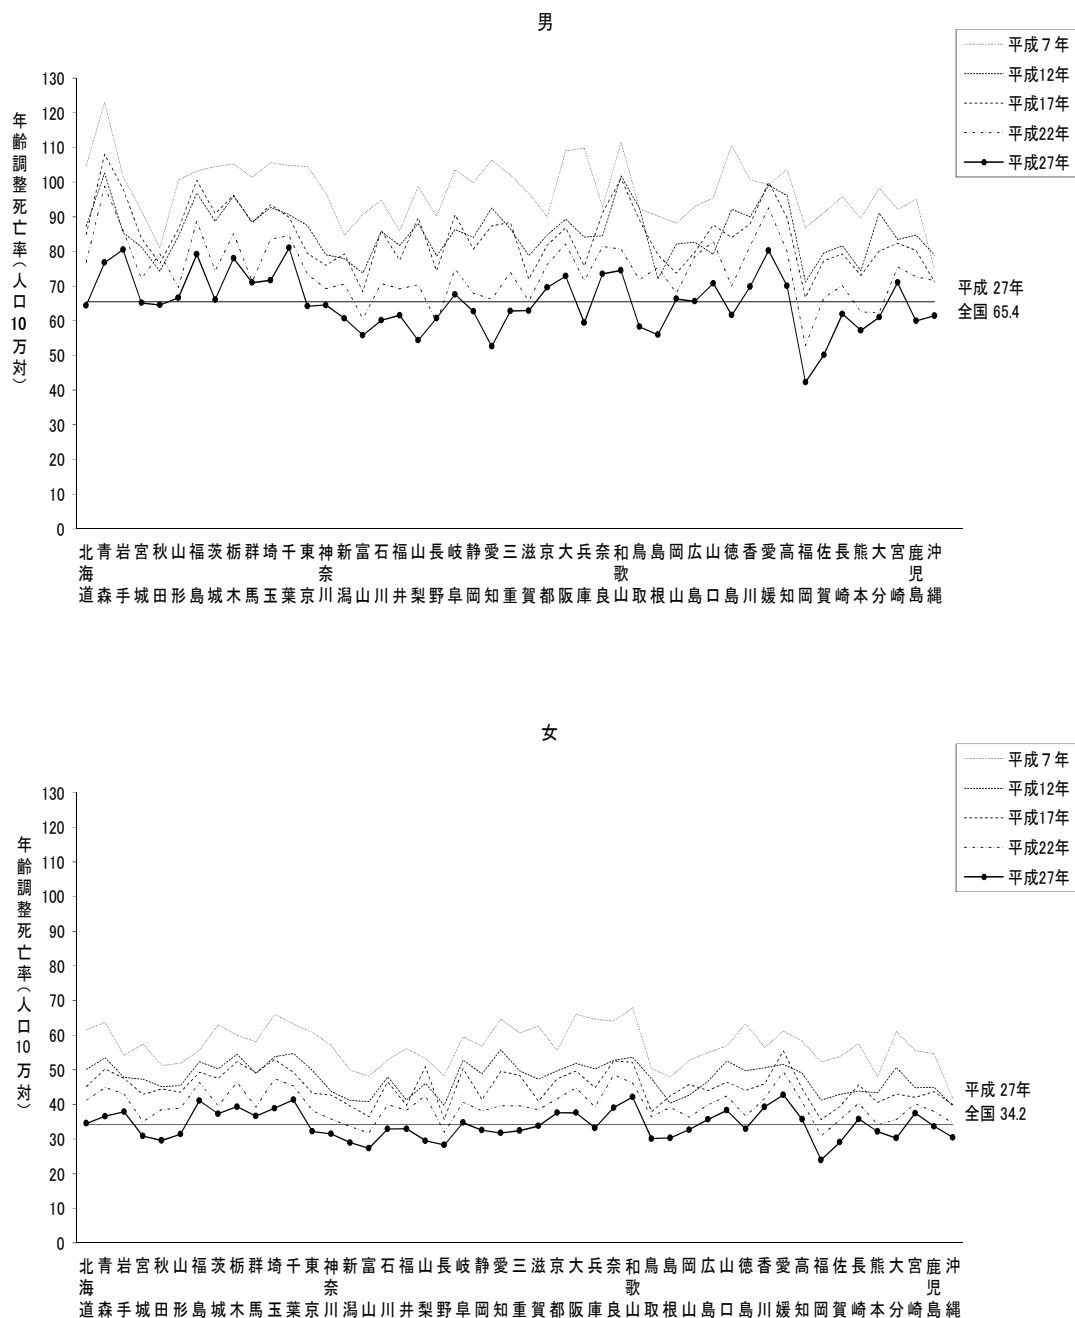 男
平成７年
平成12年
平成17年
平成22年
平成27年
年齢調整死亡率（人口10万対）
130
120
110
100
90
80
70
60
50
40
30
20
10
0
平成 27年
全国 65.4
北海道 青森 岩手 宮城 秋田 山形 福島 茨城 栃木 群馬 埼玉 千葉 東京 神奈川 新潟 富山 石川 福井 山梨 長野 岐阜 静岡 愛知 三重 滋賀 京都 大阪 兵庫 奈良 和歌山 鳥取 島根 岡山 広島 山口 徳島 香川 愛媛 高知 福岡 佐賀 長崎 熊本 大分 宮崎 鹿児島 沖縄
女
平成７年
平成12年
平成17年
平成22年
平成27年
年齢調整死亡率（人口10万対）
130
120
110
100
90
80
70
60
50
40
30
20
10
0
平成 27年
全国 34.2
北海道 青森 岩手 宮城 秋田 山形 福島 茨城 栃木 群馬 埼玉 千葉 東京 神奈川 新潟 富山 石川 福井 山梨 長野 岐阜 静岡 愛知 三重 滋賀 京都 大阪 兵庫 奈良 和歌山 鳥取 島根 岡山 広島 山口 徳島 香川 愛媛 高知 福岡 佐賀 長崎 熊本 大分 宮崎 鹿児島 沖縄